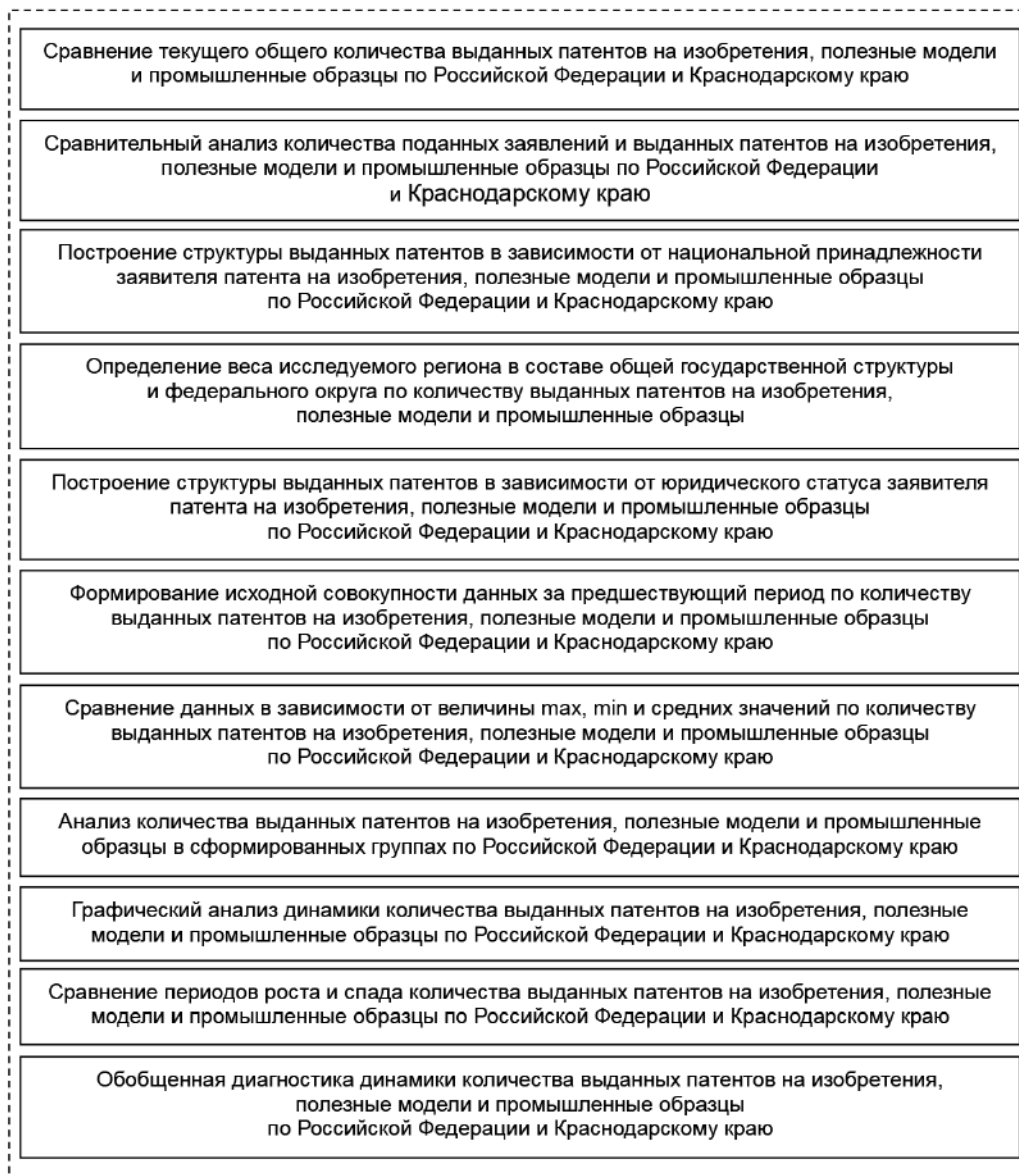 Сравнение текущего общего количества выданных патентов на изобретения, полезные модели
и промышленные образцы по Российской Федерации и Краснодарскому краю
Сравнительный анализ количества поданных заявлений и выданных патентов на изобретения,
полезные модели и промышленные образцы по Российской Федерации
и Краснодарскому краю
Построение структуры выданных патентов в зависимости от национальной принадлежности
заявителя патента на изобретения, полезные модели и промышленные образцы
по Российской Федерации и Краснодарскому краю
Определение веса исследуемого региона в составе общей государственной структуры
и федерального округа по количеству выданных патентов на изобретения,
полезные модели и промышленные образцы
Построение структуры выданных патентов в зависимости от юридического статуса заявителя
патента на изобретения, полезные модели и промышленные образцы
по Российской Федерации и Краснодарскому краю
Формирование исходной совокупности данных за предшествующий период по количеству
выданных патентов на изобретения, полезные модели и промышленные образцы
по Российской Федерации и Краснодарскому краю
Сравнение данных в зависимости от величины max, min и средних значений по количеству
выданных патентов на изобретения, полезные модели и промышленные образцы
по Российской Федерации и Краснодарскому краю
Анализ количества выданных патентов на изобретения, полезные модели и промышленные
образцы в сформированных группах по Российской Федерации и Краснодарскому краю
Графический анализ динамики количества выданных патентов на изобретения, полезные
модели и промышленные образцы по Российской Федерации и Краснодарскому краю
Сравнение периодов роста и спада количества выданных патентов на изобретения, полезные
модели и промышленные образцы по Российской Федерации и Краснодарскому краю
Обобщенная диагностика динамики количества выданных патентов на изобретения,
полезные модели и промышленные образцы
по Российской Федерации и Краснодарскому краю